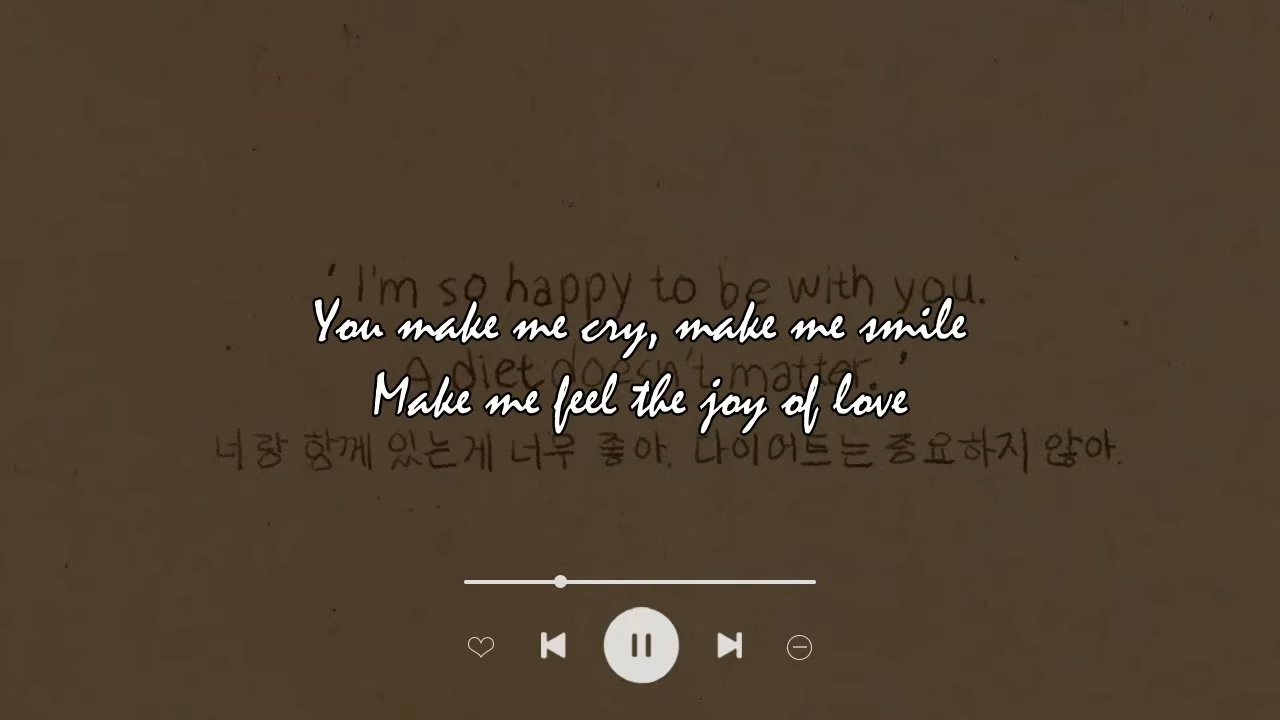 ' I'm so happy to be with you.
You make me cry, make me smile
A diet doesn't matter. '
Make me feel the joy of love
너랑 함께 있는게 너무 좋아. 다이어트는 중요하지 않아.